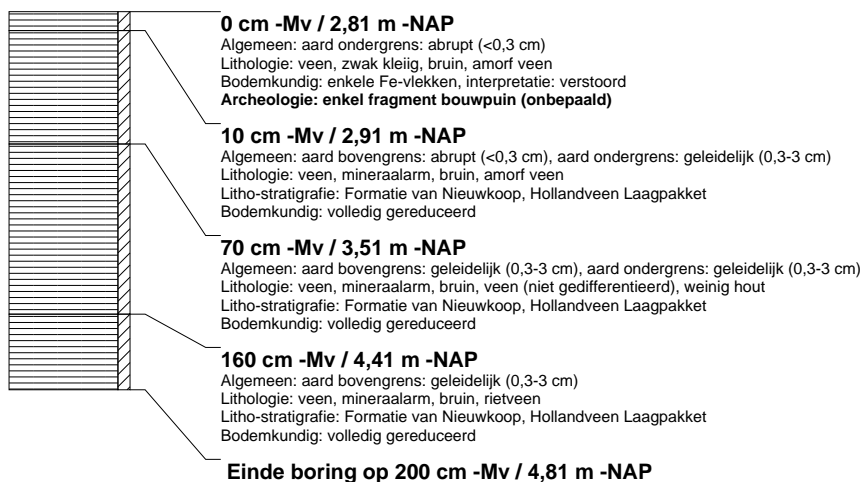 0 cm -Mv / 2,81 m -NAP
Algemeen: aard ondergrens: abrupt (<0,3 cm)
Lithologie: veen, zwak kleiig, bruin, amorf veen
Bodemkundig: enkele Fe-vlekken, interpretatie: verstoord
Archeologie: enkel fragment bouwpuin (onbepaald)
10 cm -Mv / 2,91 m -NAP
Algemeen: aard bovengrens: abrupt (<0,3 cm), aard ondergrens: geleidelijk (0,3-3 cm)
Lithologie: veen, mineraalarm, bruin, amorf veen
Litho-stratigrafie: Formatie van Nieuwkoop, Hollandveen Laagpakket
Bodemkundig: volledig gereduceerd
70 cm -Mv / 3,51 m -NAP
Algemeen: aard bovengrens: geleidelijk (0,3-3 cm), aard ondergrens: geleidelijk (0,3-3 cm)
Lithologie: veen, mineraalarm, bruin, veen (niet gedifferentieerd), weinig hout
Litho-stratigrafie: Formatie van Nieuwkoop, Hollandveen Laagpakket
Bodemkundig: volledig gereduceerd
160 cm -Mv / 4,41 m -NAP
Algemeen: aard bovengrens: geleidelijk (0,3-3 cm)
Lithologie: veen, mineraalarm, bruin, rietveen
Litho-stratigrafie: Formatie van Nieuwkoop, Hollandveen Laagpakket
Bodemkundig: volledig gereduceerd
Einde boring op 200 cm -Mv / 4,81 m -NAP